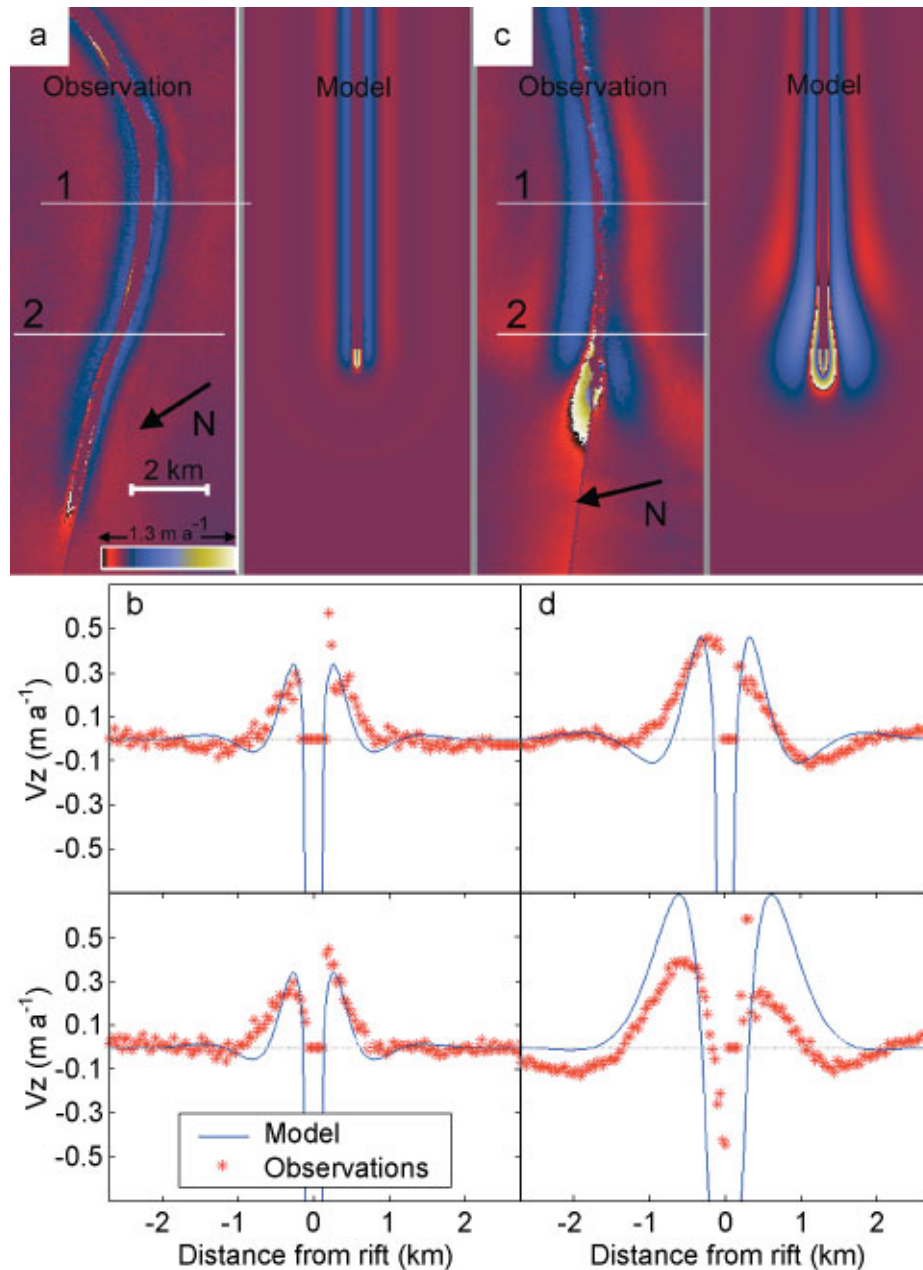 a
Observation
Model
c
Observation
Model
1
2
N
2 km
1.3 m a⁻¹
1
2
N
b
d
Vz (m a⁻¹)
0.5
0.3
0.1
-0.1
-0.3
-0.5
Vz (m a⁻¹)
0.5
0.3
0.1
-0.1
-0.3
-0.5
Model
Observations
-2 -1 0 1 2
-2 -1 0 1 2
Distance from rift (km)
Distance from rift (km)